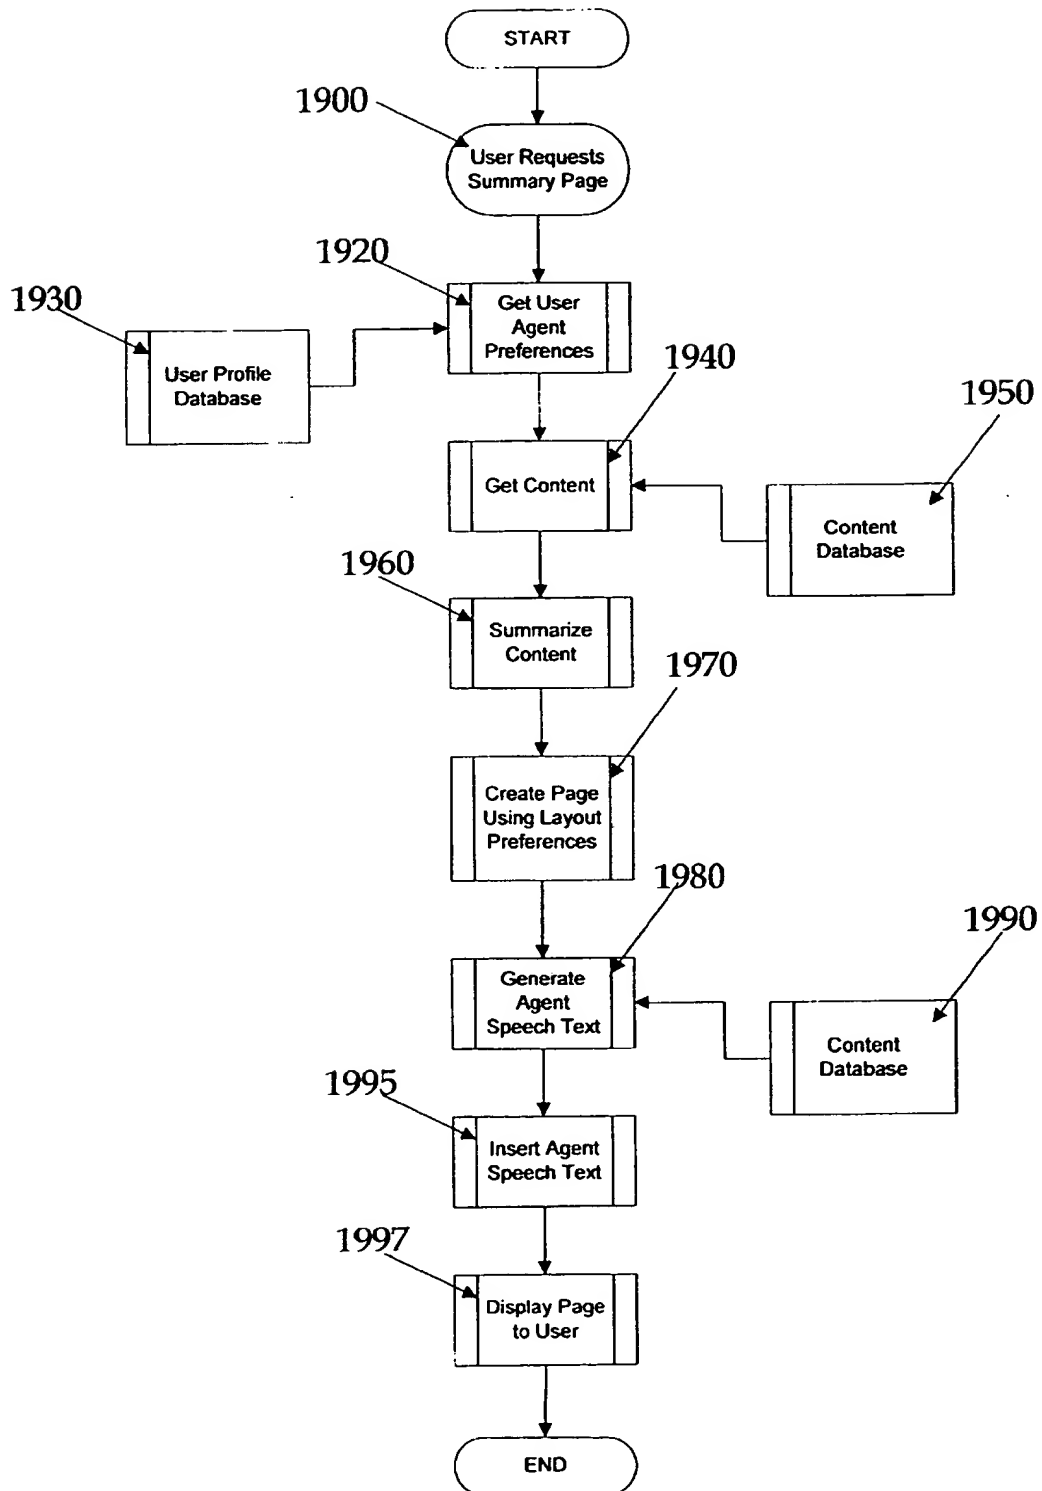 START
1900
User Requests
Summary Page
1920
Get User
Agent
Preferences
1930
User Profile
Database
1940
Get Content
1950
Content
Database
1960
Summarize
Content
1970
Create Page
Using Layout
Preferences
1980
Generate
Agent
Speech Text
1990
Content
Database
1995
Insert Agent
Speech Text
1997
Display Page
to User
END